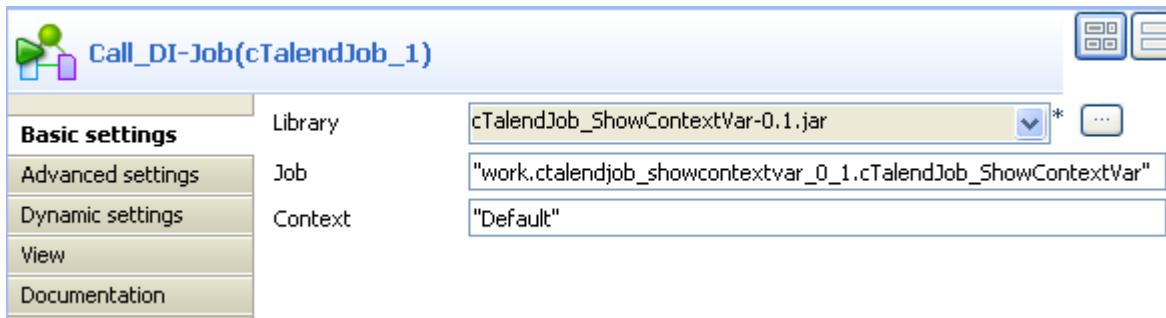 Call_DI-Job(cTalendJob_1)
Basic settings
Library
cTalendJob_ShowContextVar-0.1.jar
*
...
Advanced settings
Job
"work.ctalendjob_showcontextvar_0_1.cTalendJob_ShowContextVar"
Dynamic settings
Context
"Default"
View
Documentation